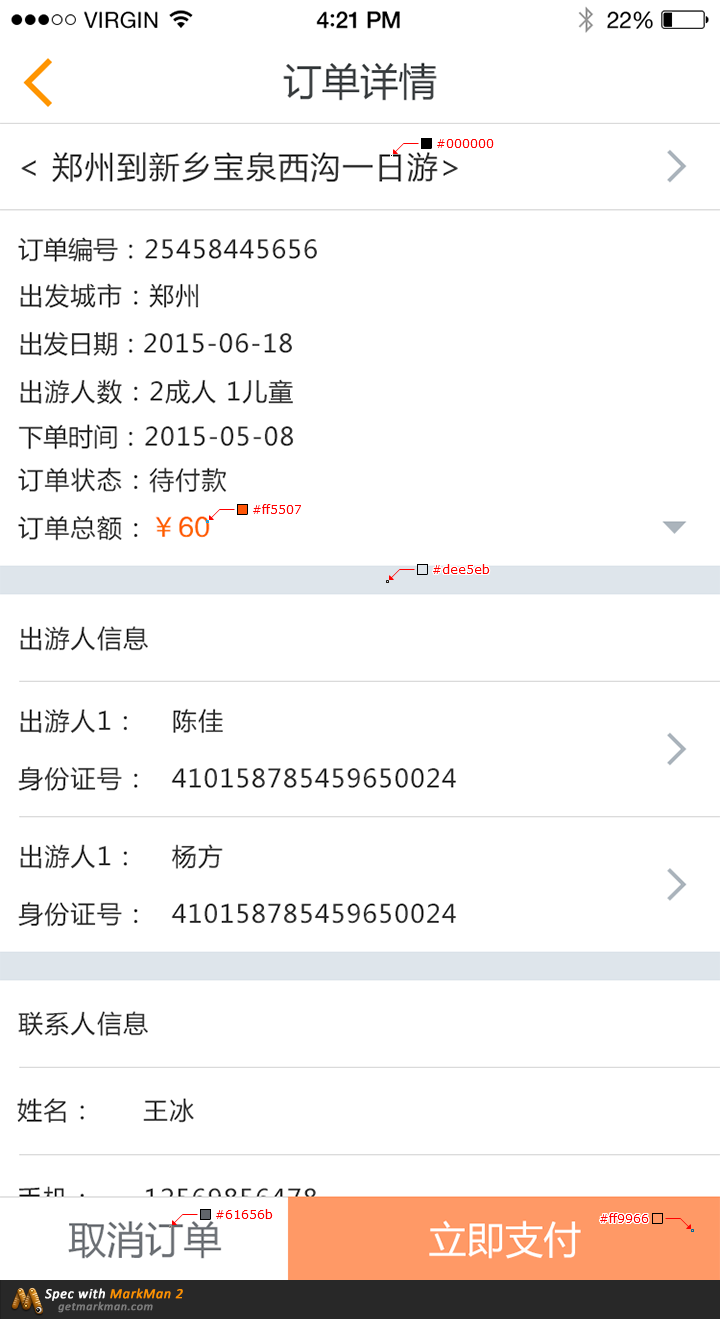 VIRGIN 4:21 PM 22%
订单详情
#000000
< 郑州到新乡宝泉西沟一日游>
订单编号：25458445656
出发城市：郑州
出发日期：2015-06-18
出游人数：2成人 1儿童
下单时间：2015-05-08
订单状态：待付款
#ff5507
订单总额：￥60
#dee5eb
出游人信息
出游人1： 陈佳
身份证号： 410158785459650024
出游人1： 杨方
身份证号： 410158785459650024
联系人信息
姓名： 王冰
手机： 13569856478
#61656b #ff9966
取消订单 立即支付
Spec with MarkMan 2
getmarkman.com